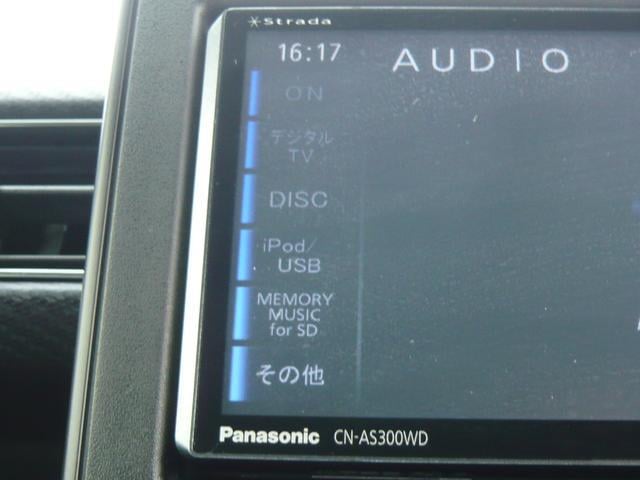 Strada
16:17
AUDIO
ON
デジタル
TV
DISC
iPod/
USB
MEMORY
MUSIC
for SD
その他
Panasonic CN-AS300WD